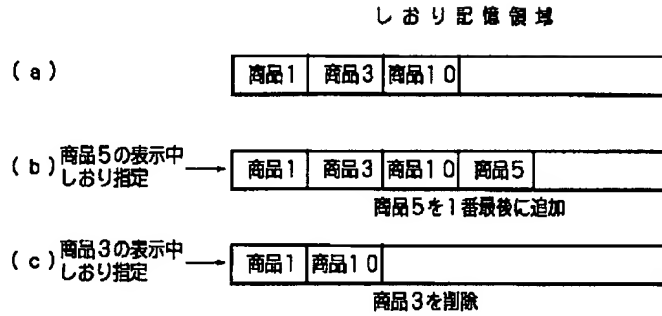 しおり記憶領域
(a) 商品1 商品3 商品10
(b) 商品5の表示中 しおり指定 商品1 商品3 商品10 商品5
商品5を1番最後に追加
(c) 商品3の表示中 しおり指定 商品1 商品10
商品3を削除